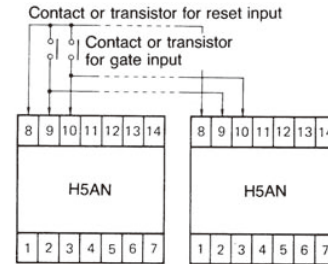 Contact or transistor for reset input
Contact or transistor
for gate input
8 9 10 11 12 13 14
8 9 10 11 12 13 14
H5AN
H5AN
1 2 3 4 5 6 7
1 2 3 4 5 6 7